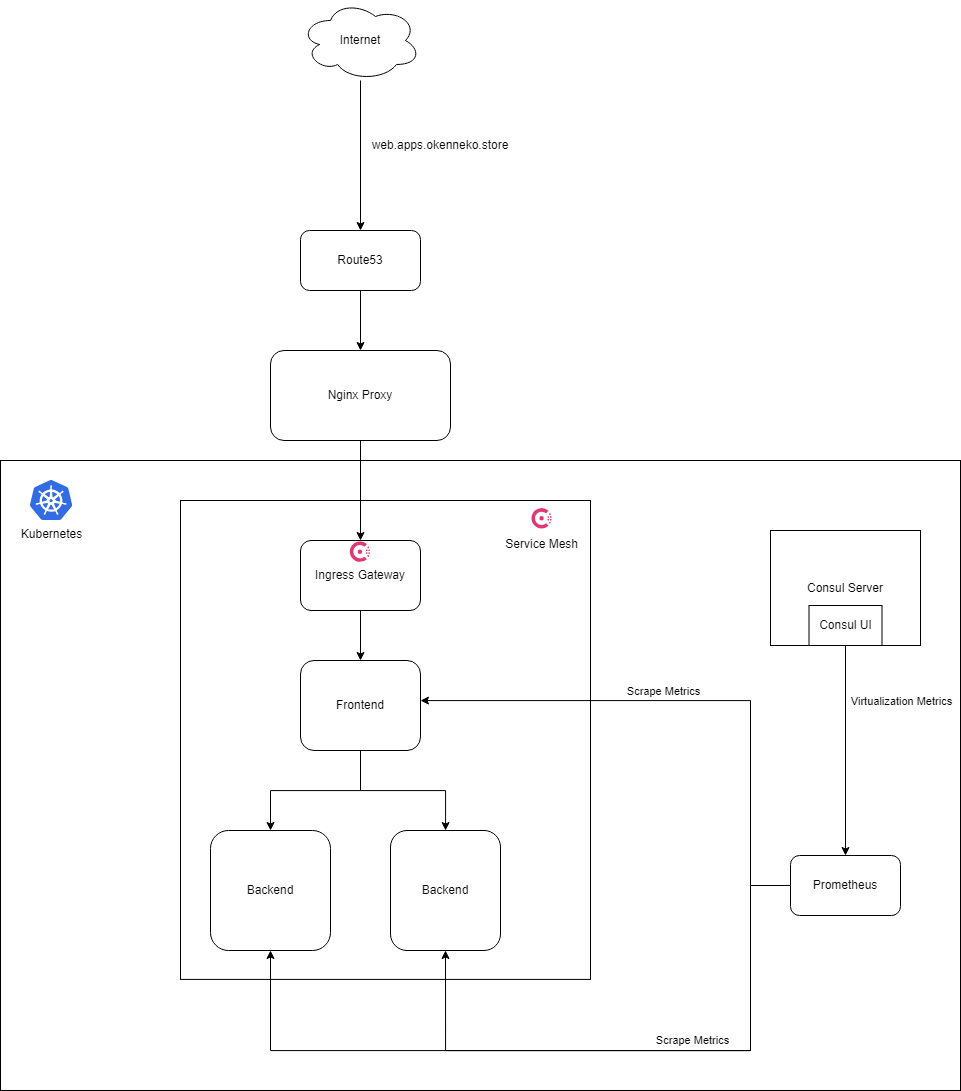 Internet
web.apps.okenneko.store
Route53
Nginx Proxy
Kubernetes
Service Mesh
Ingress Gateway
Consul Server
Consul UI
Scrape Metrics
Virtualization Metrics
Frontend
Backend
Backend
Prometheus
Scrape Metrics